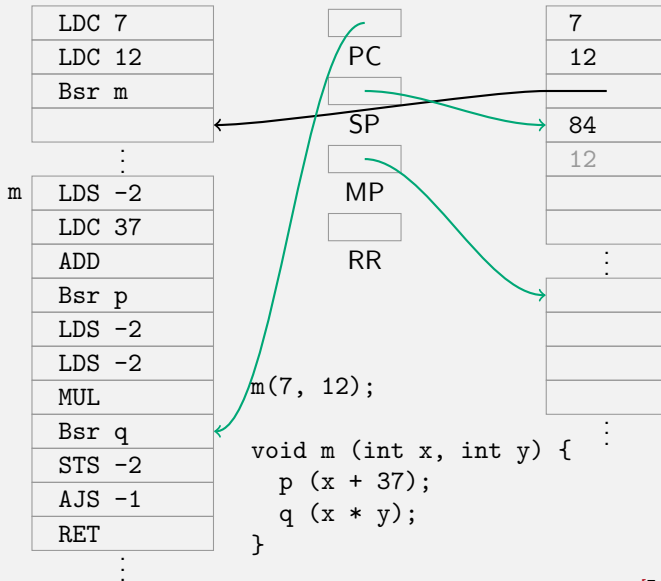 LDC 7
LDC 12
Bsr m
m
LDS -2
LDC 37
ADD
Bsr p
LDS -2
LDS -2
MUL
Bsr q
STS -2
AJS -1
RET
PC
SP
MP
RR
7
12
84
12
m(7, 12);
void m (int x, int y) {
p (x + 37);
q (x * y);
}